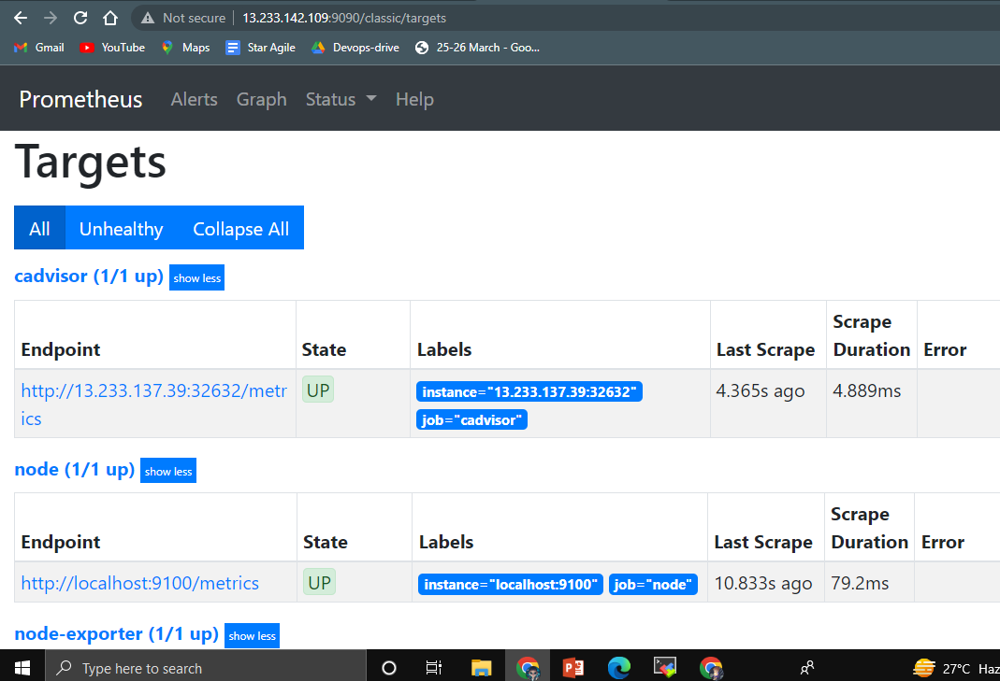 Not secure 13.233.142.109:9090/classic/targets
Gmail YouTube Maps Star Agile Devops-drive 25-26 March - Goo...
Prometheus Alerts Graph Status Help
Targets
All Unhealthy Collapse All
cadvisor (1/1 up) show less
Endpoint State Labels Last Scrape Scrape Duration Error
http://13.233.137.39:32632/metr
ics
UP
instance="13.233.137.39:32632"
job="cadvisor"
4.365s ago 4.889ms
node (1/1 up) show less
Endpoint State Labels Last Scrape Scrape Duration Error
http://localhost:9100/metrics UP instance="localhost:9100" job="node" 10.833s ago 79.2ms
node-exporter (1/1 up) show less
Type here to search 27°C Haz